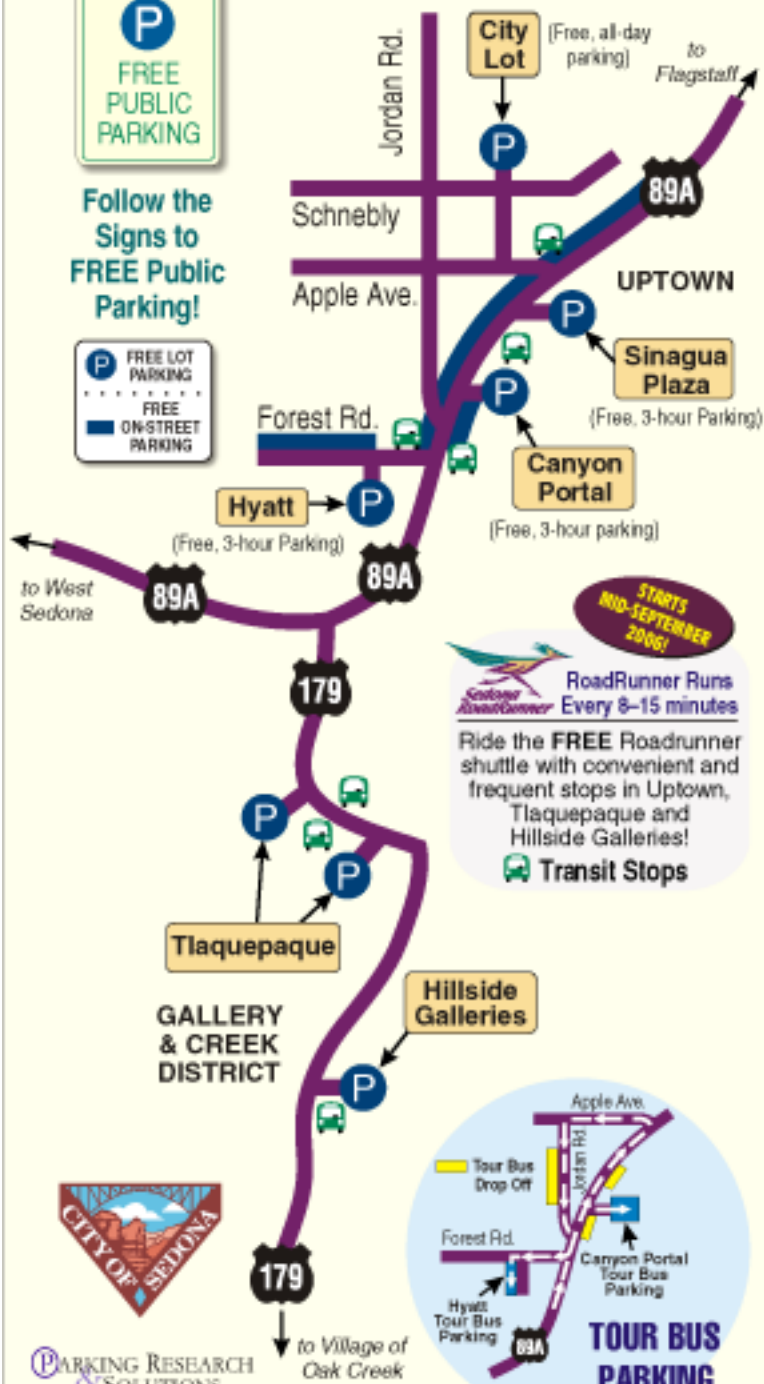 P
FREE
PUBLIC
PARKING
Follow the
Signs to
FREE Public
Parking!
P FREE LOT
PARKING
FREE
ON-STREET
PARKING
Jordan Rd.
City
Lot
(Free, all-day
parking)
to
Flagstaff
P
89A
Schnebly
Apple Ave.
UPTOWN
P
Sinagua
Plaza
(Free, 3-hour Parking)
P
Forest Rd.
Canyon
Portal
(Free, 3-hour parking)
Hyatt
P
(Free, 3-hour Parking)
to West
Sedona
89A
89A
179
STARTS
MID-SEPTEMBER
2006!
Sedona
RoadRunner
RoadRunner Runs
Every 8–15 minutes
Ride the FREE Roadrunner
shuttle with convenient and
frequent stops in Uptown,
Tlaquepaque and
Hillside Galleries!
Transit Stops
P
P
Tlaquepaque
GALLERY
& CREEK
DISTRICT
Hillside
Galleries
P
CITY OF SEDONA
179
to Village of
Oak Creek
PARKING RESEARCH
& SOLUTIONS
Apple Ave.
Jordan Rd.
Tour Bus
Drop Off
Forest Rd.
Canyon Portal
Tour Bus
Parking
Hyatt
Tour Bus
Parking
89A
TOUR BUS
PARKING